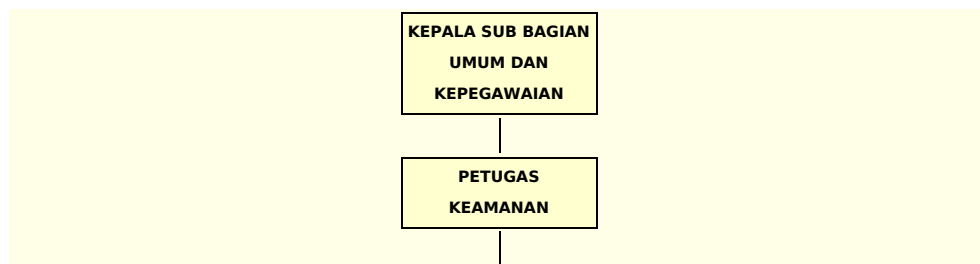 KEPALA SUB BAGIAN
UMUM DAN
KEPEGAWAIAN
PETUGAS
KEAMANAN